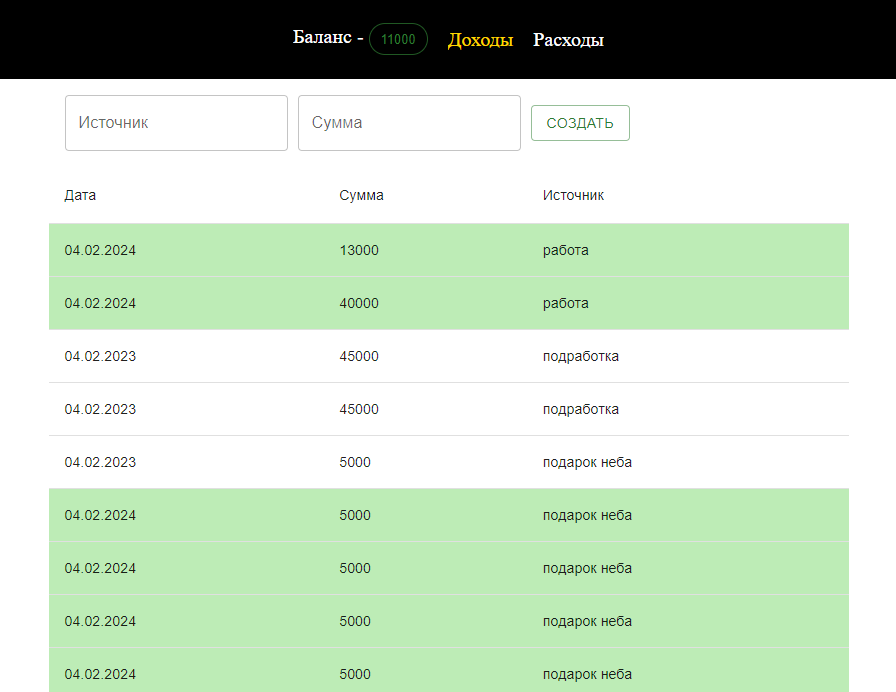 Баланс - 11000 Доходы Расходы
Источник Сумма СОЗДАТЬ
Дата Сумма Источник
04.02.2024 13000 работа
04.02.2024 40000 работа
04.02.2023 45000 подработка
04.02.2023 45000 подработка
04.02.2023 5000 подарок неба
04.02.2024 5000 подарок неба
04.02.2024 5000 подарок неба
04.02.2024 5000 подарок неба
04.02.2024 5000 подарок неба